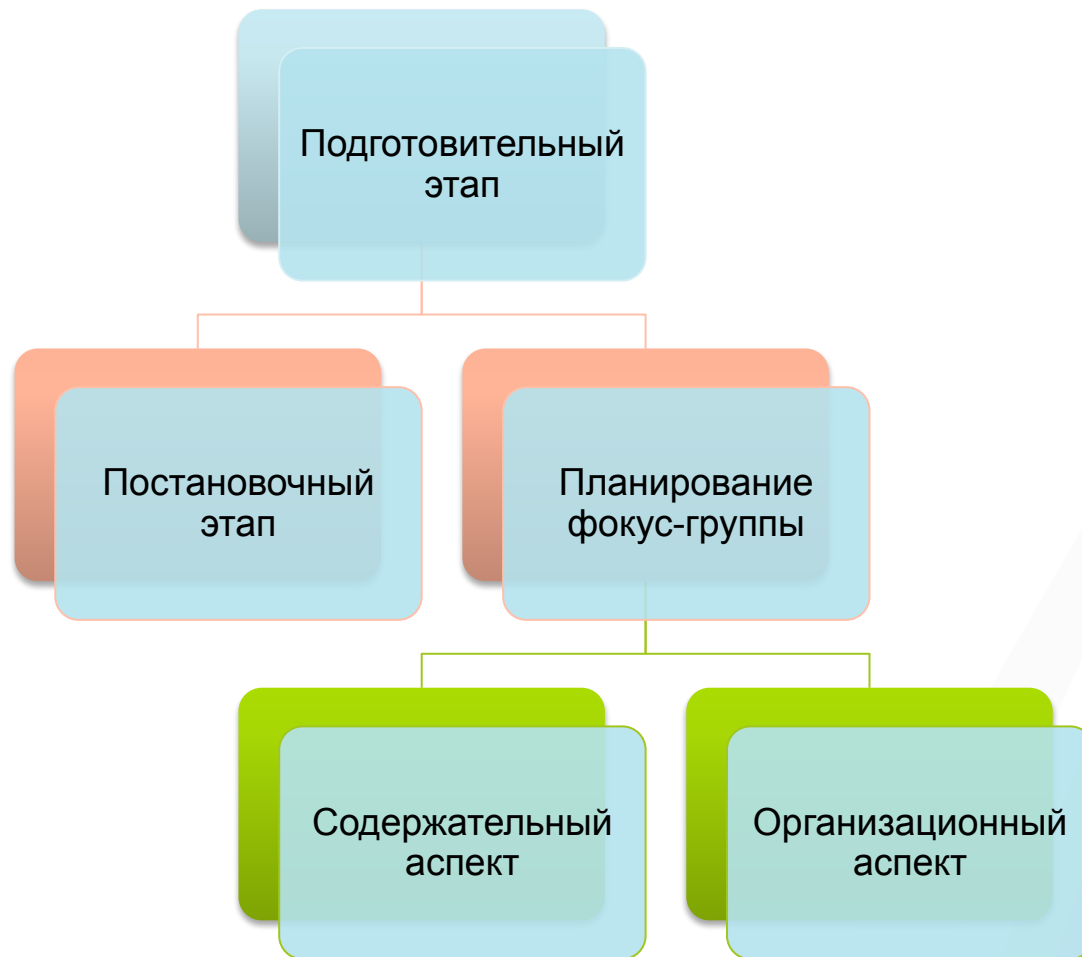 Подготовительный
этап
Постановочный
этап
Планирование
фокус-группы
Содержательный
аспект
Организационный
аспект